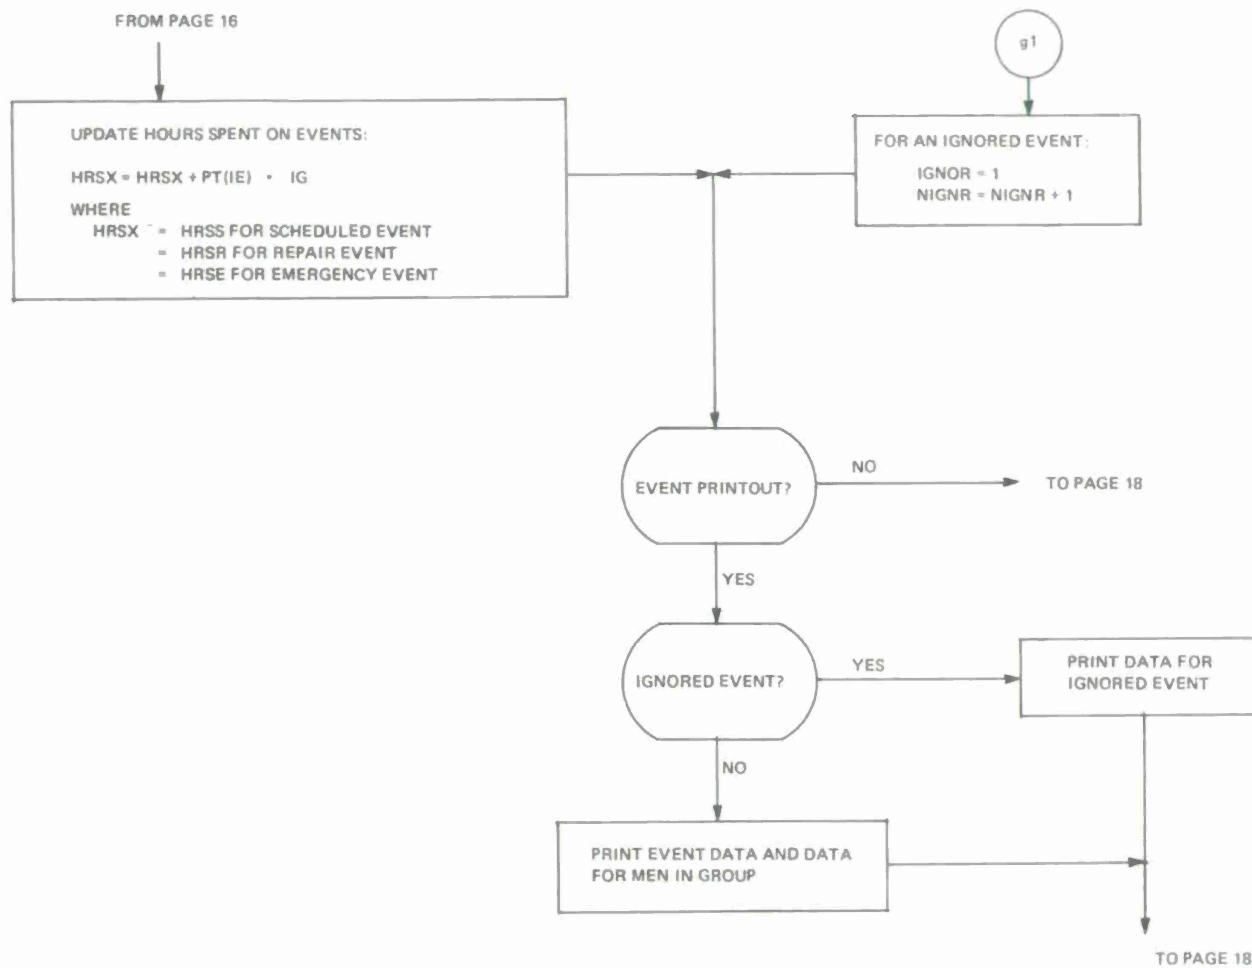 FROM PAGE 16
g1
UPDATE HOURS SPENT ON EVENTS:
HRSX = HRSX + PT(IE) • IG
WHERE
HRSX = HRSS FOR SCHEDULED EVENT
= HRSR FOR REPAIR EVENT
= HRSE FOR EMERGENCY EVENT
FOR AN IGNORED EVENT:
IGNOR = 1
NIGNR = NIGNR + 1
EVENT PRINTOUT?
NO
TO PAGE 18
YES
IGNORED EVENT?
YES
PRINT DATA FOR
IGNORED EVENT
NO
PRINT EVENT DATA AND DATA
FOR MEN IN GROUP
TO PAGE 18